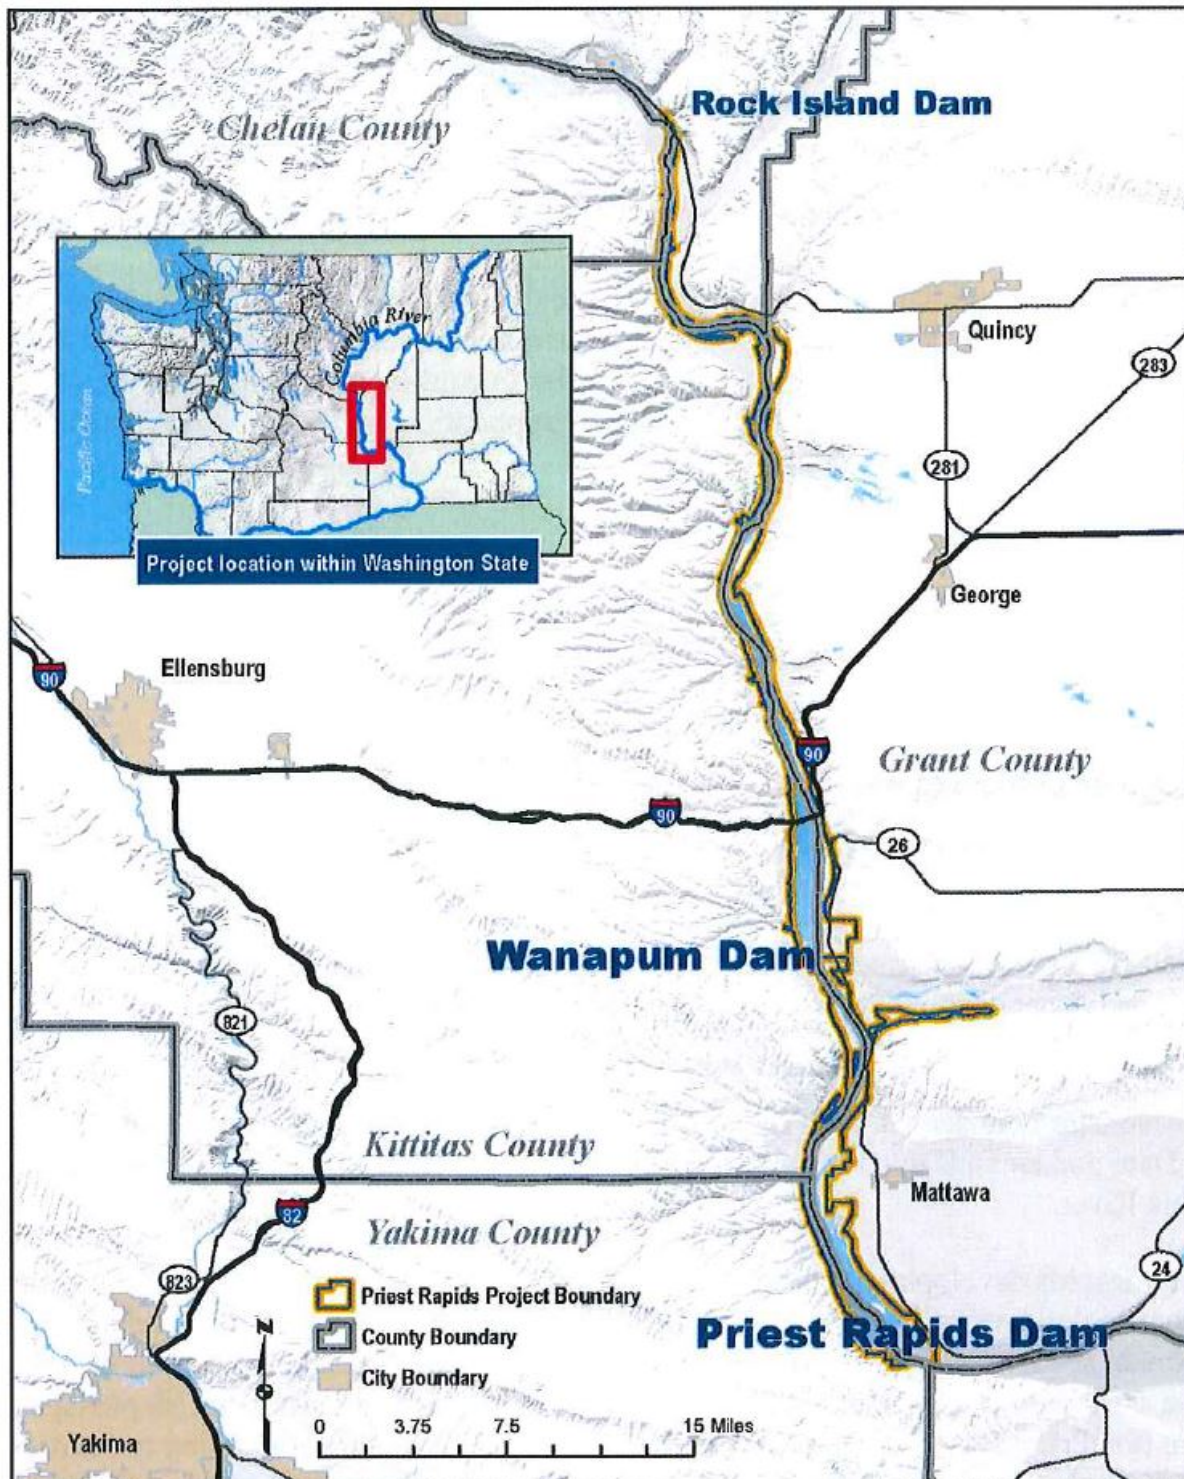 Rock Island Dam
Chelan County
Columbia River
Quincy
283
281
Pacific Ocean
Project location within Washington State
George
Ellensburg
90
90
Grant County
90
26
Wanapum Dam
821
Kittitas County
Mattawa
82
Yakima County
24
823
Priest Rapids Project Boundary
Priest Rapids Dam
County Boundary
N
City Boundary
0 3.75 7.5 15 Miles
Yakima